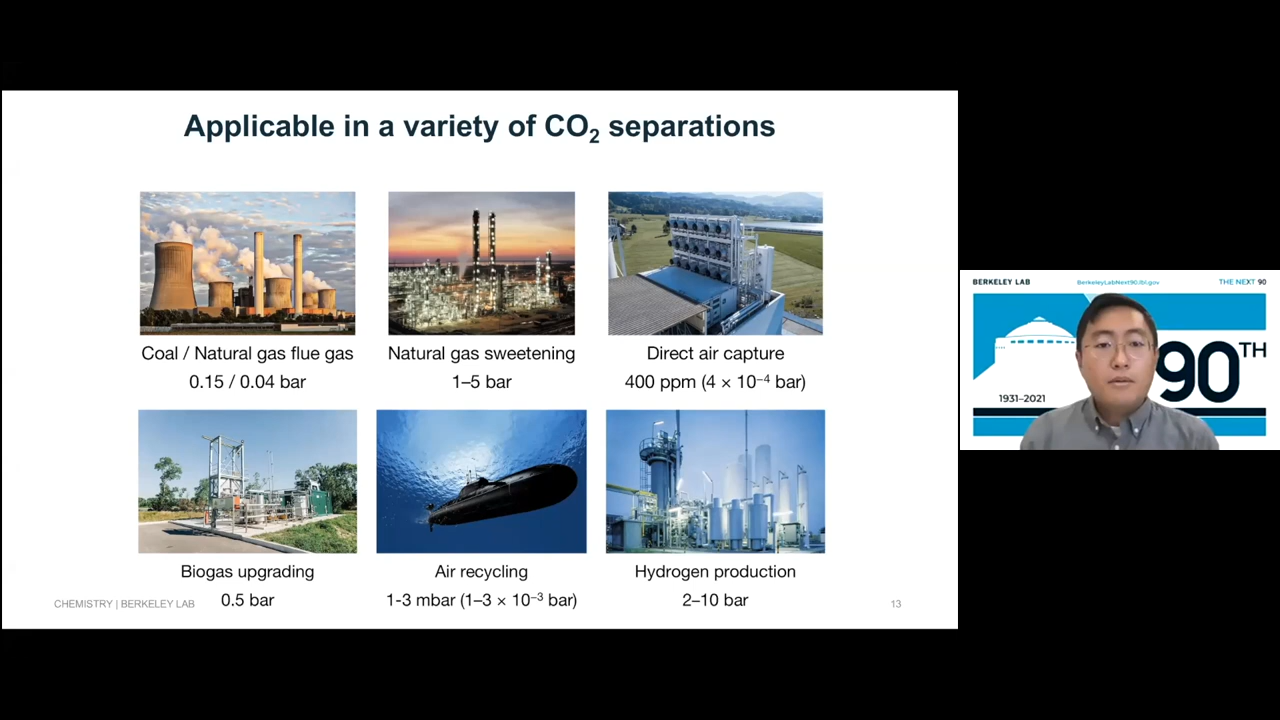 Applicable in a variety of CO₂ separations
Coal / Natural gas flue gas
0.15 / 0.04 bar
Natural gas sweetening
1–5 bar
Direct air capture
400 ppm (4 × 10⁻⁴ bar)
Biogas upgrading
0.5 bar
Air recycling
1-3 mbar (1–3 × 10⁻³ bar)
Hydrogen production
2–10 bar
CHEMISTRY | BERKELEY LAB
13
BERKELEY LAB
BerkeleyLabNext90.lbl.gov
THE NEXT 90
90TH
1931–2021